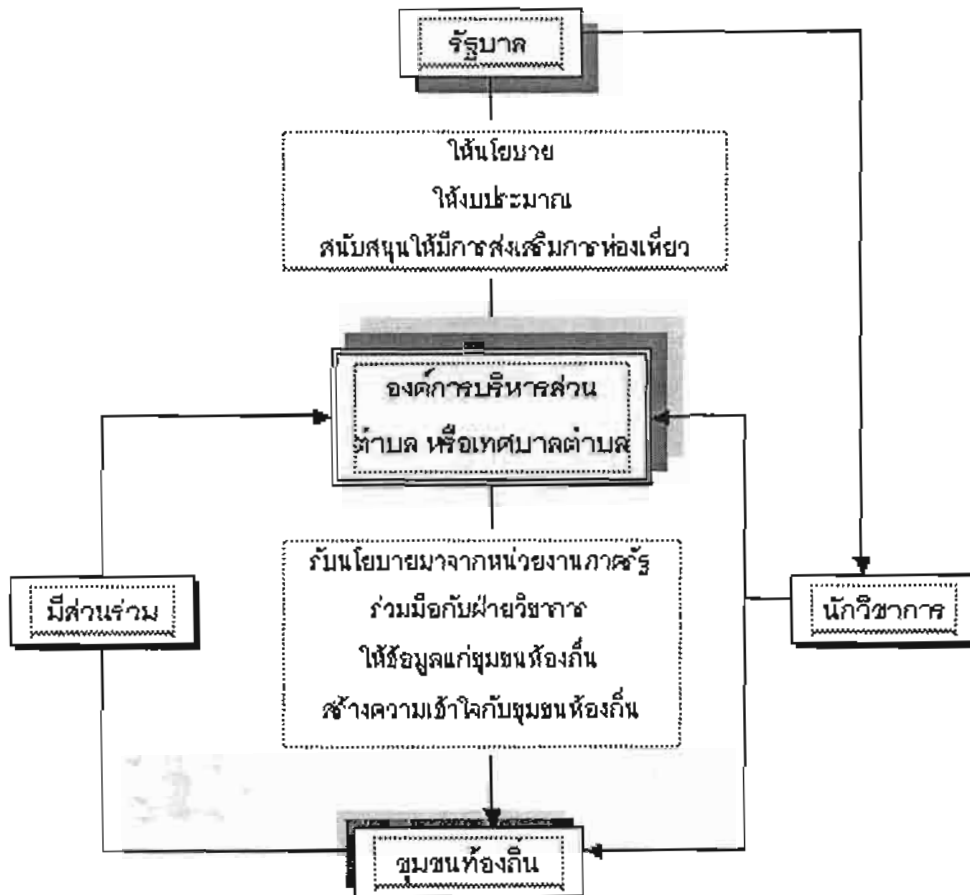 รัฐบาล
ให้นโยบาย
ให้งบประมาณ
สนับสนุนให้มีการส่งเสริมการท่องเที่ยว
องค์การบริหารส่วน
ตำบล หรือเทศบาลตำบล
รับนโยบายมาจากหน่วยงานภาครัฐ
ร่วมมือกับฝ่ายวิชาการ
ให้ข้อมูลแก่ชุมชนท้องถิ่น
สร้างความเข้าใจกับชุมชนท้องถิ่น
มีส่วนร่วม
นักวิชาการ
ชุมชนท้องถิ่น